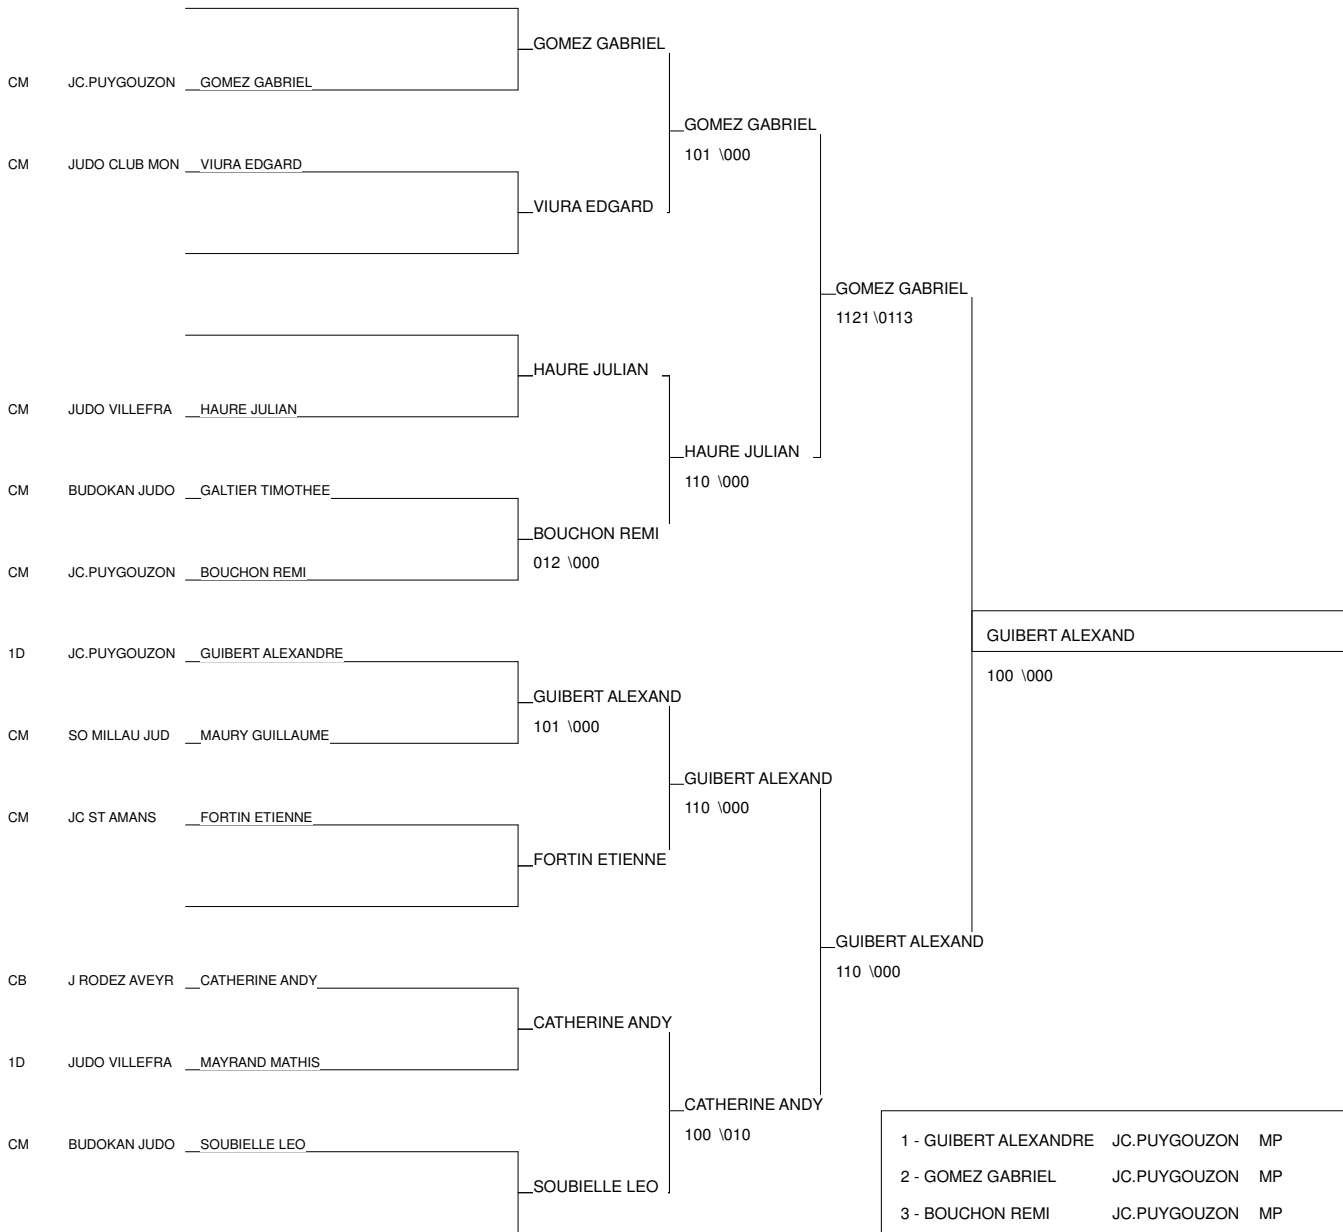 GOMEZ GABRIEL
CM JC.PUYGOUZON GOMEZ GABRIEL
GOMEZ GABRIEL
101 \000
CM JUDO CLUB MON VIURA EDGARD
VIURA EDGARD
GOMEZ GABRIEL
1121 \0113
HAURE JULIAN
CM JUDO VILLEFRA HAURE JULIAN
HAURE JULIAN
110 \000
CM BUDOKAN JUDO GALTIER TIMOTHEE
BOUCHON REMI
012 \000
CM JC.PUYGOUZON BOUCHON REMI
GUIBERT ALEXAND
100 \000
1D JC.PUYGOUZON GUIBERT ALEXANDRE
GUIBERT ALEXAND
101 \000
CM SO MILLAU JUD MAURY GUILLAUME
GUIBERT ALEXAND
110 \000
CM JC ST AMANS FORTIN ETIENNE
FORTIN ETIENNE
GUIBERT ALEXAND
110 \000
CB J RODEZ AVEYR CATHERINE ANDY
CATHERINE ANDY
1D JUDO VILLEFRA MAYRAND MATHIS
CATHERINE ANDY
100 \010
CM BUDOKAN JUDO SOUBIELLE LEO
SOUBIELLE LEO
1 - GUIBERT ALEXANDRE JC.PUYGOUZON MP
2 - GOMEZ GABRIEL JC.PUYGOUZON MP
3 - BOUCHON REMI JC.PUYGOUZON MP